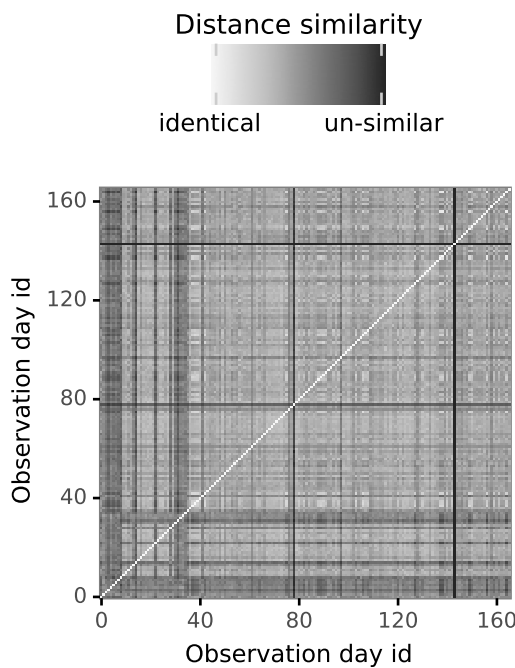 Distance similarity
identical un-similar
160
120
80
40
0
Observation day id
0 40 80 120 160
Observation day id